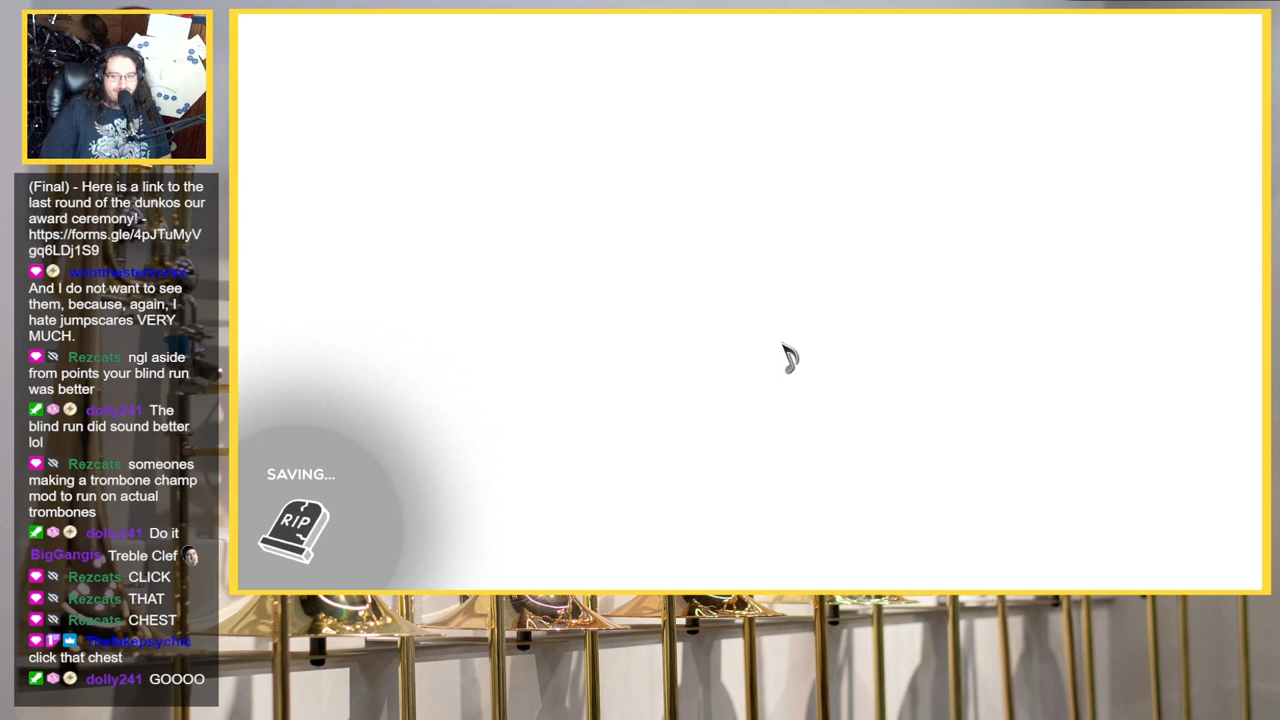 (Final) - Here is a link to the
last round of the dunkos our
award ceremony! -
https://forms.gle/4pJTuMyV
gq6LDj1S9
And I do not want to see
them, because, again, I
hate jumpscares VERY
MUCH.
Rezcats ngl aside
from points your blind run
was better
dolly241 The
blind run did sound better
lol
Rezcats someones
making a trombone champ
mod to run on actual
trombones
dolly241 Do it
BigGangis Treble Clef
Rezcats CLICK
Rezcats THAT
Rezcats CHEST
Thefakepsychic
click that chest
dolly241 GOOOO
SAVING...
RIP